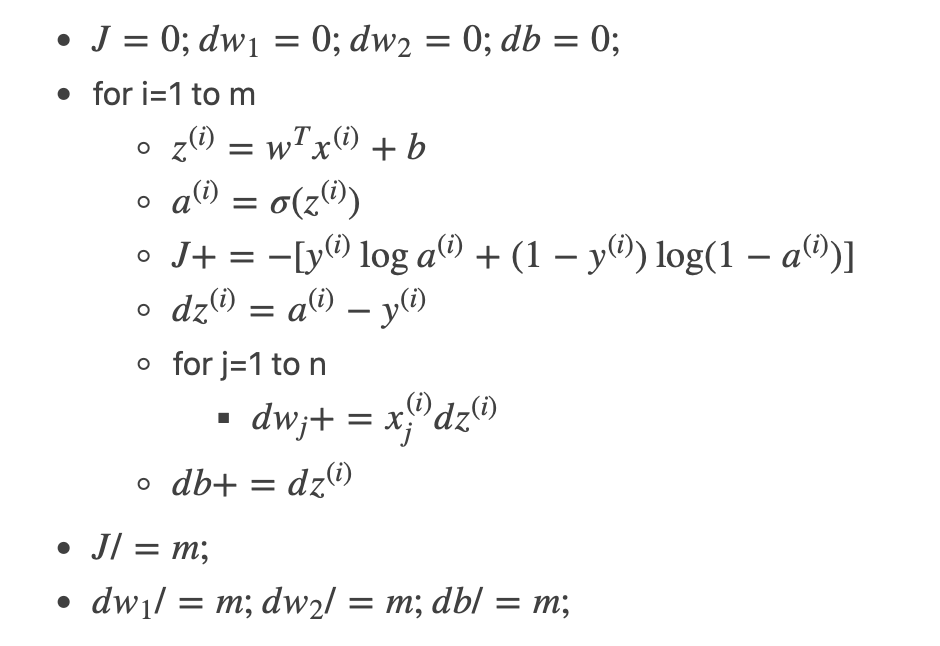 • J = 0; dw₁ = 0; dw₂ = 0; db = 0;
• for i=1 to m
◦ z⁽ⁱ⁾ = wᵀx⁽ⁱ⁾ + b
◦ a⁽ⁱ⁾ = σ(z⁽ⁱ⁾)
◦ J+ = −[y⁽ⁱ⁾ log a⁽ⁱ⁾ + (1 − y⁽ⁱ⁾) log(1 − a⁽ⁱ⁾)]
◦ dz⁽ⁱ⁾ = a⁽ⁱ⁾ − y⁽ⁱ⁾
◦ for j=1 to n
▪ dwⱼ+ = xⱼ⁽ⁱ⁾dz⁽ⁱ⁾
◦ db+ = dz⁽ⁱ⁾
• J/ = m;
• dw₁/ = m; dw₂/ = m; db/ = m;